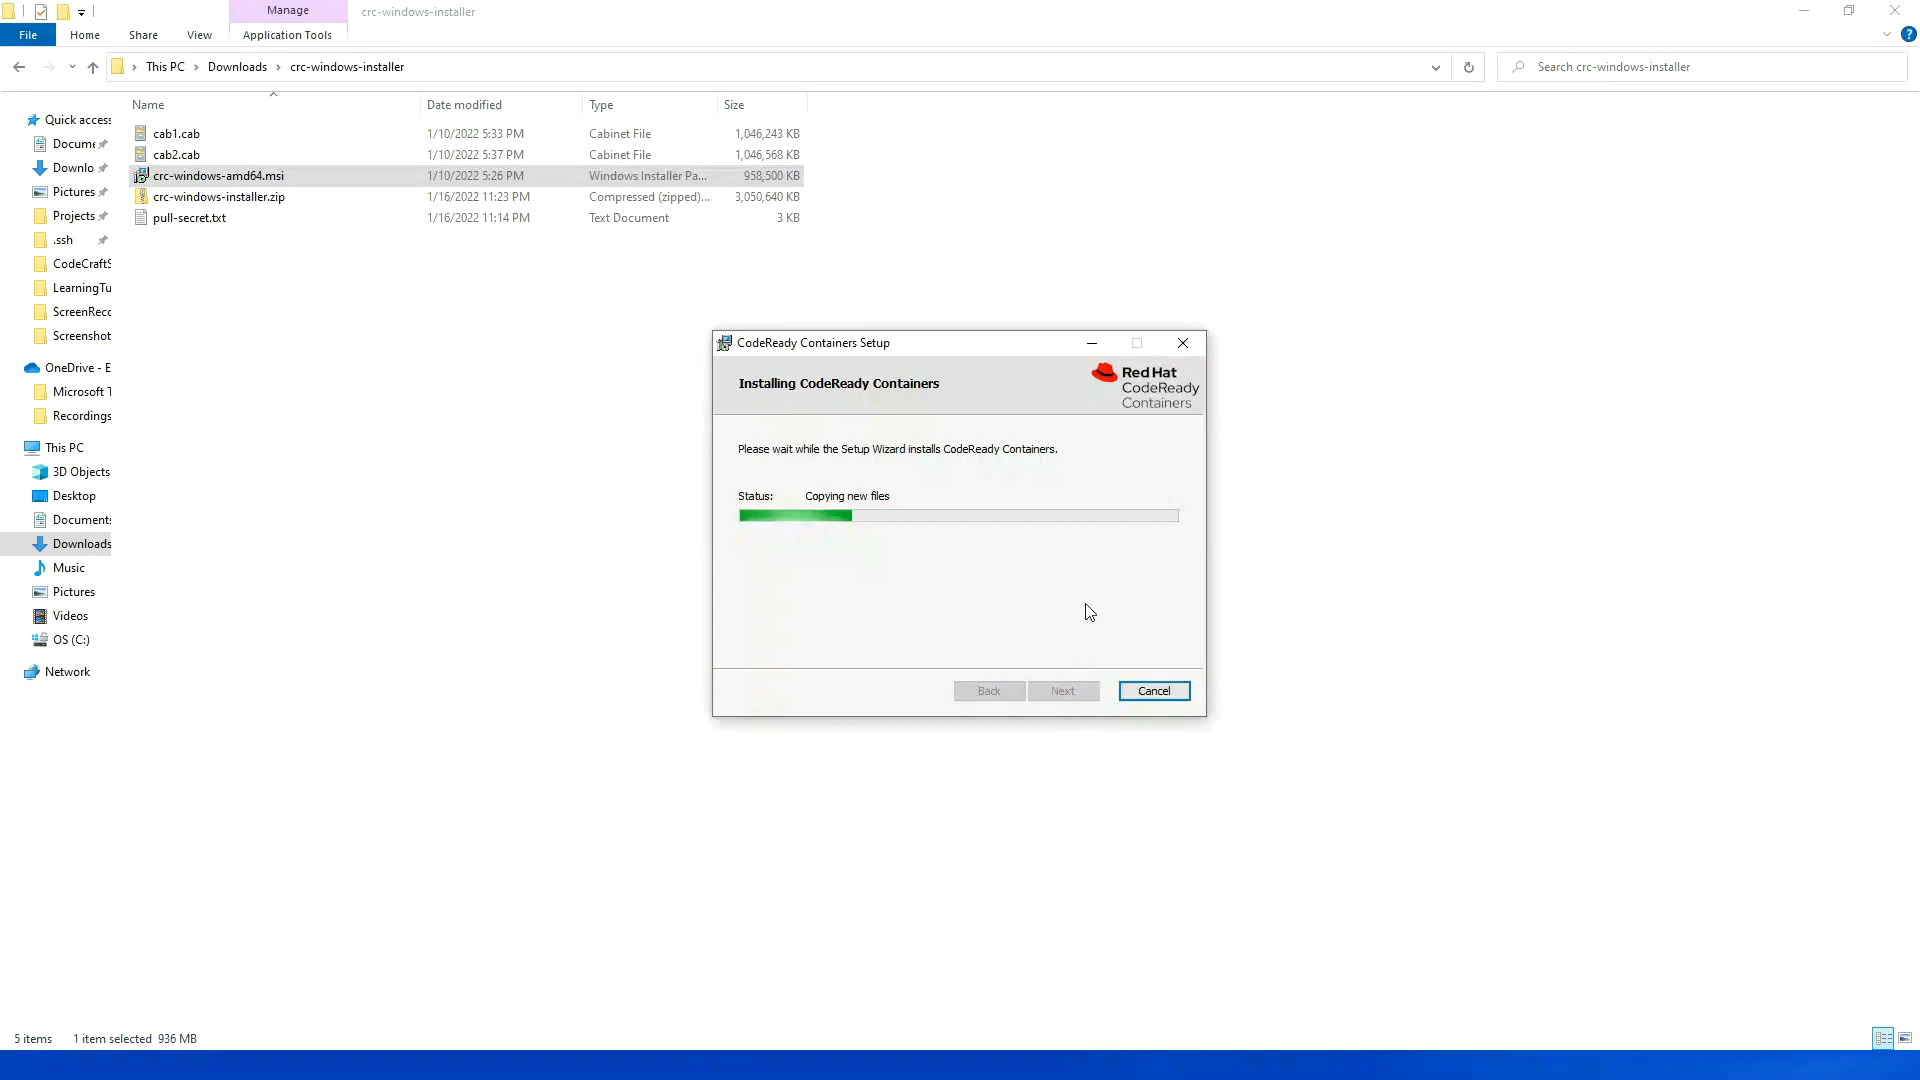 Manage
crc-windows-installer
File
Home
Share
View
Application Tools
?
This PC
Downloads
crc-windows-installer
Search crc-windows-installer
Name
Date modified
Type
Size
cab1.cab 1/10/2022 5:33 PM Cabinet File 1,046,243 KB
cab2.cab 1/10/2022 5:37 PM Cabinet File 1,046,568 KB
crc-windows-amd64.msi 1/10/2022 5:26 PM Windows Installer Pa... 958,500 KB
crc-windows-installer.zip 1/16/2022 11:23 PM Compressed (zipped)... 3,050,640 KB
pull-secret.txt 1/16/2022 11:14 PM Text Document 3 KB
Quick access
Docume
Downlo
Pictures
Projects
.ssh
CodeCraftS
LearningTu
ScreenReco
Screenshot
OneDrive - E
Microsoft T
Recordings
This PC
3D Objects
Desktop
Documents
Downloads
Music
Pictures
Videos
OS (C:)
Network
CodeReady Containers Setup
Installing CodeReady Containers
Red Hat
CodeReady
Containers
Please wait while the Setup Wizard installs CodeReady Containers.
Status: Copying new files
Back
Next
Cancel
5 items
1 item selected 936 MB